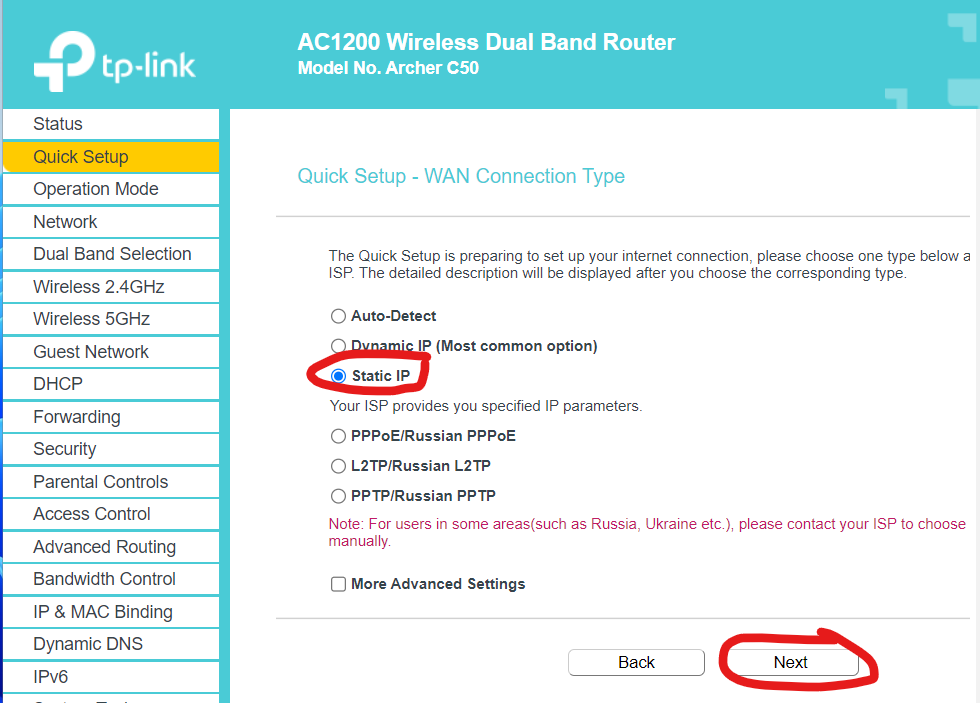 tp-link
AC1200 Wireless Dual Band Router
Model No. Archer C50
Status
Quick Setup
Operation Mode
Network
Dual Band Selection
Wireless 2.4GHz
Wireless 5GHz
Guest Network
DHCP
Forwarding
Security
Parental Controls
Access Control
Advanced Routing
Bandwidth Control
IP & MAC Binding
Dynamic DNS
IPv6
Quick Setup - WAN Connection Type
The Quick Setup is preparing to set up your internet connection, please choose one type below a
ISP. The detailed description will be displayed after you choose the corresponding type.
Auto-Detect
Dynamic IP (Most common option)
Static IP
Your ISP provides you specified IP parameters.
PPPoE/Russian PPPoE
L2TP/Russian L2TP
PPTP/Russian PPTP
Note: For users in some areas(such as Russia, Ukraine etc.), please contact your ISP to choose
manually.
More Advanced Settings
Back
Next